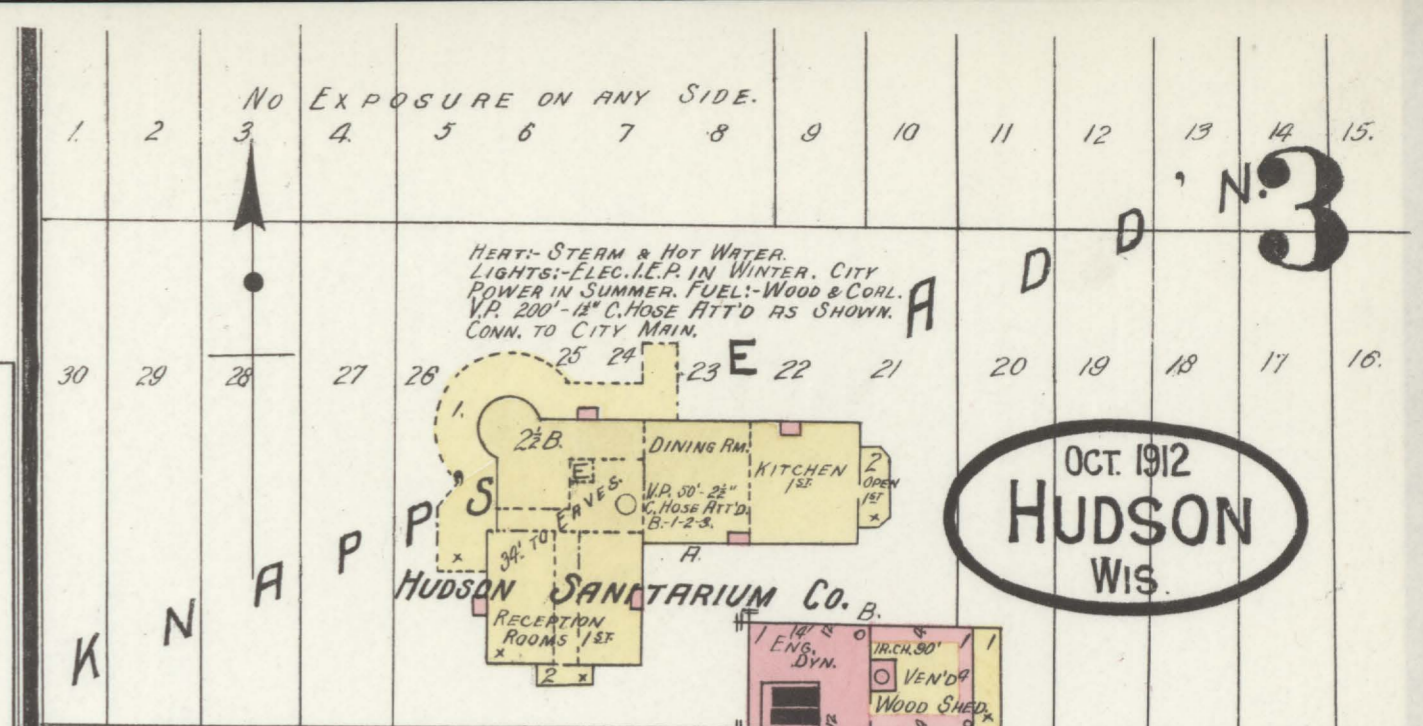 No Exposure on any Side.
1. 2 3 4. 5 6 7 8 9 10 11 12 13 14 15.
3
Heat:- Steam & Hot Water.
Lights:- Elec. I.E.P. in Winter. City
Power in Summer. Fuel:- Wood & Coal.
V.P. 200'-1½" C. Hose Att'd as shown.
Conn. to City Main.
30 29 28 27 26 25 24 23 22 21 20 19 18 17 16.
KNAPP'S E ADD'N.
1.
2½B.
Dining Rm.
Kitchen
1st
2
Open
1st
x
E
V.P. 50'-2½"
C. Hose Att'd.
B.-1-2-3.
34' to Eaves.
A.
x
Hudson Sanitarium Co.
Reception
Rooms 1st
x
2 x
B.
1 14' 12
Eng.
Dyn.
Ir. Ch. 90'
Ven'd
Wood Shed.
1 1
x
12
Oct. 1912
Hudson
Wis.